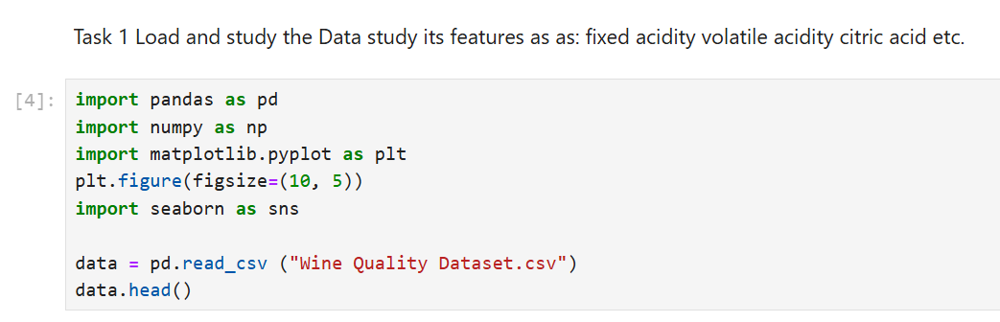 Task 1 Load and study the Data study its features as as: fixed acidity volatile acidity citric acid etc.
[4]:
import pandas as pd
import numpy as np
import matplotlib.pyplot as plt
plt.figure(figsize=(10, 5))
import seaborn as sns
data = pd.read_csv ("Wine Quality Dataset.csv")
data.head()